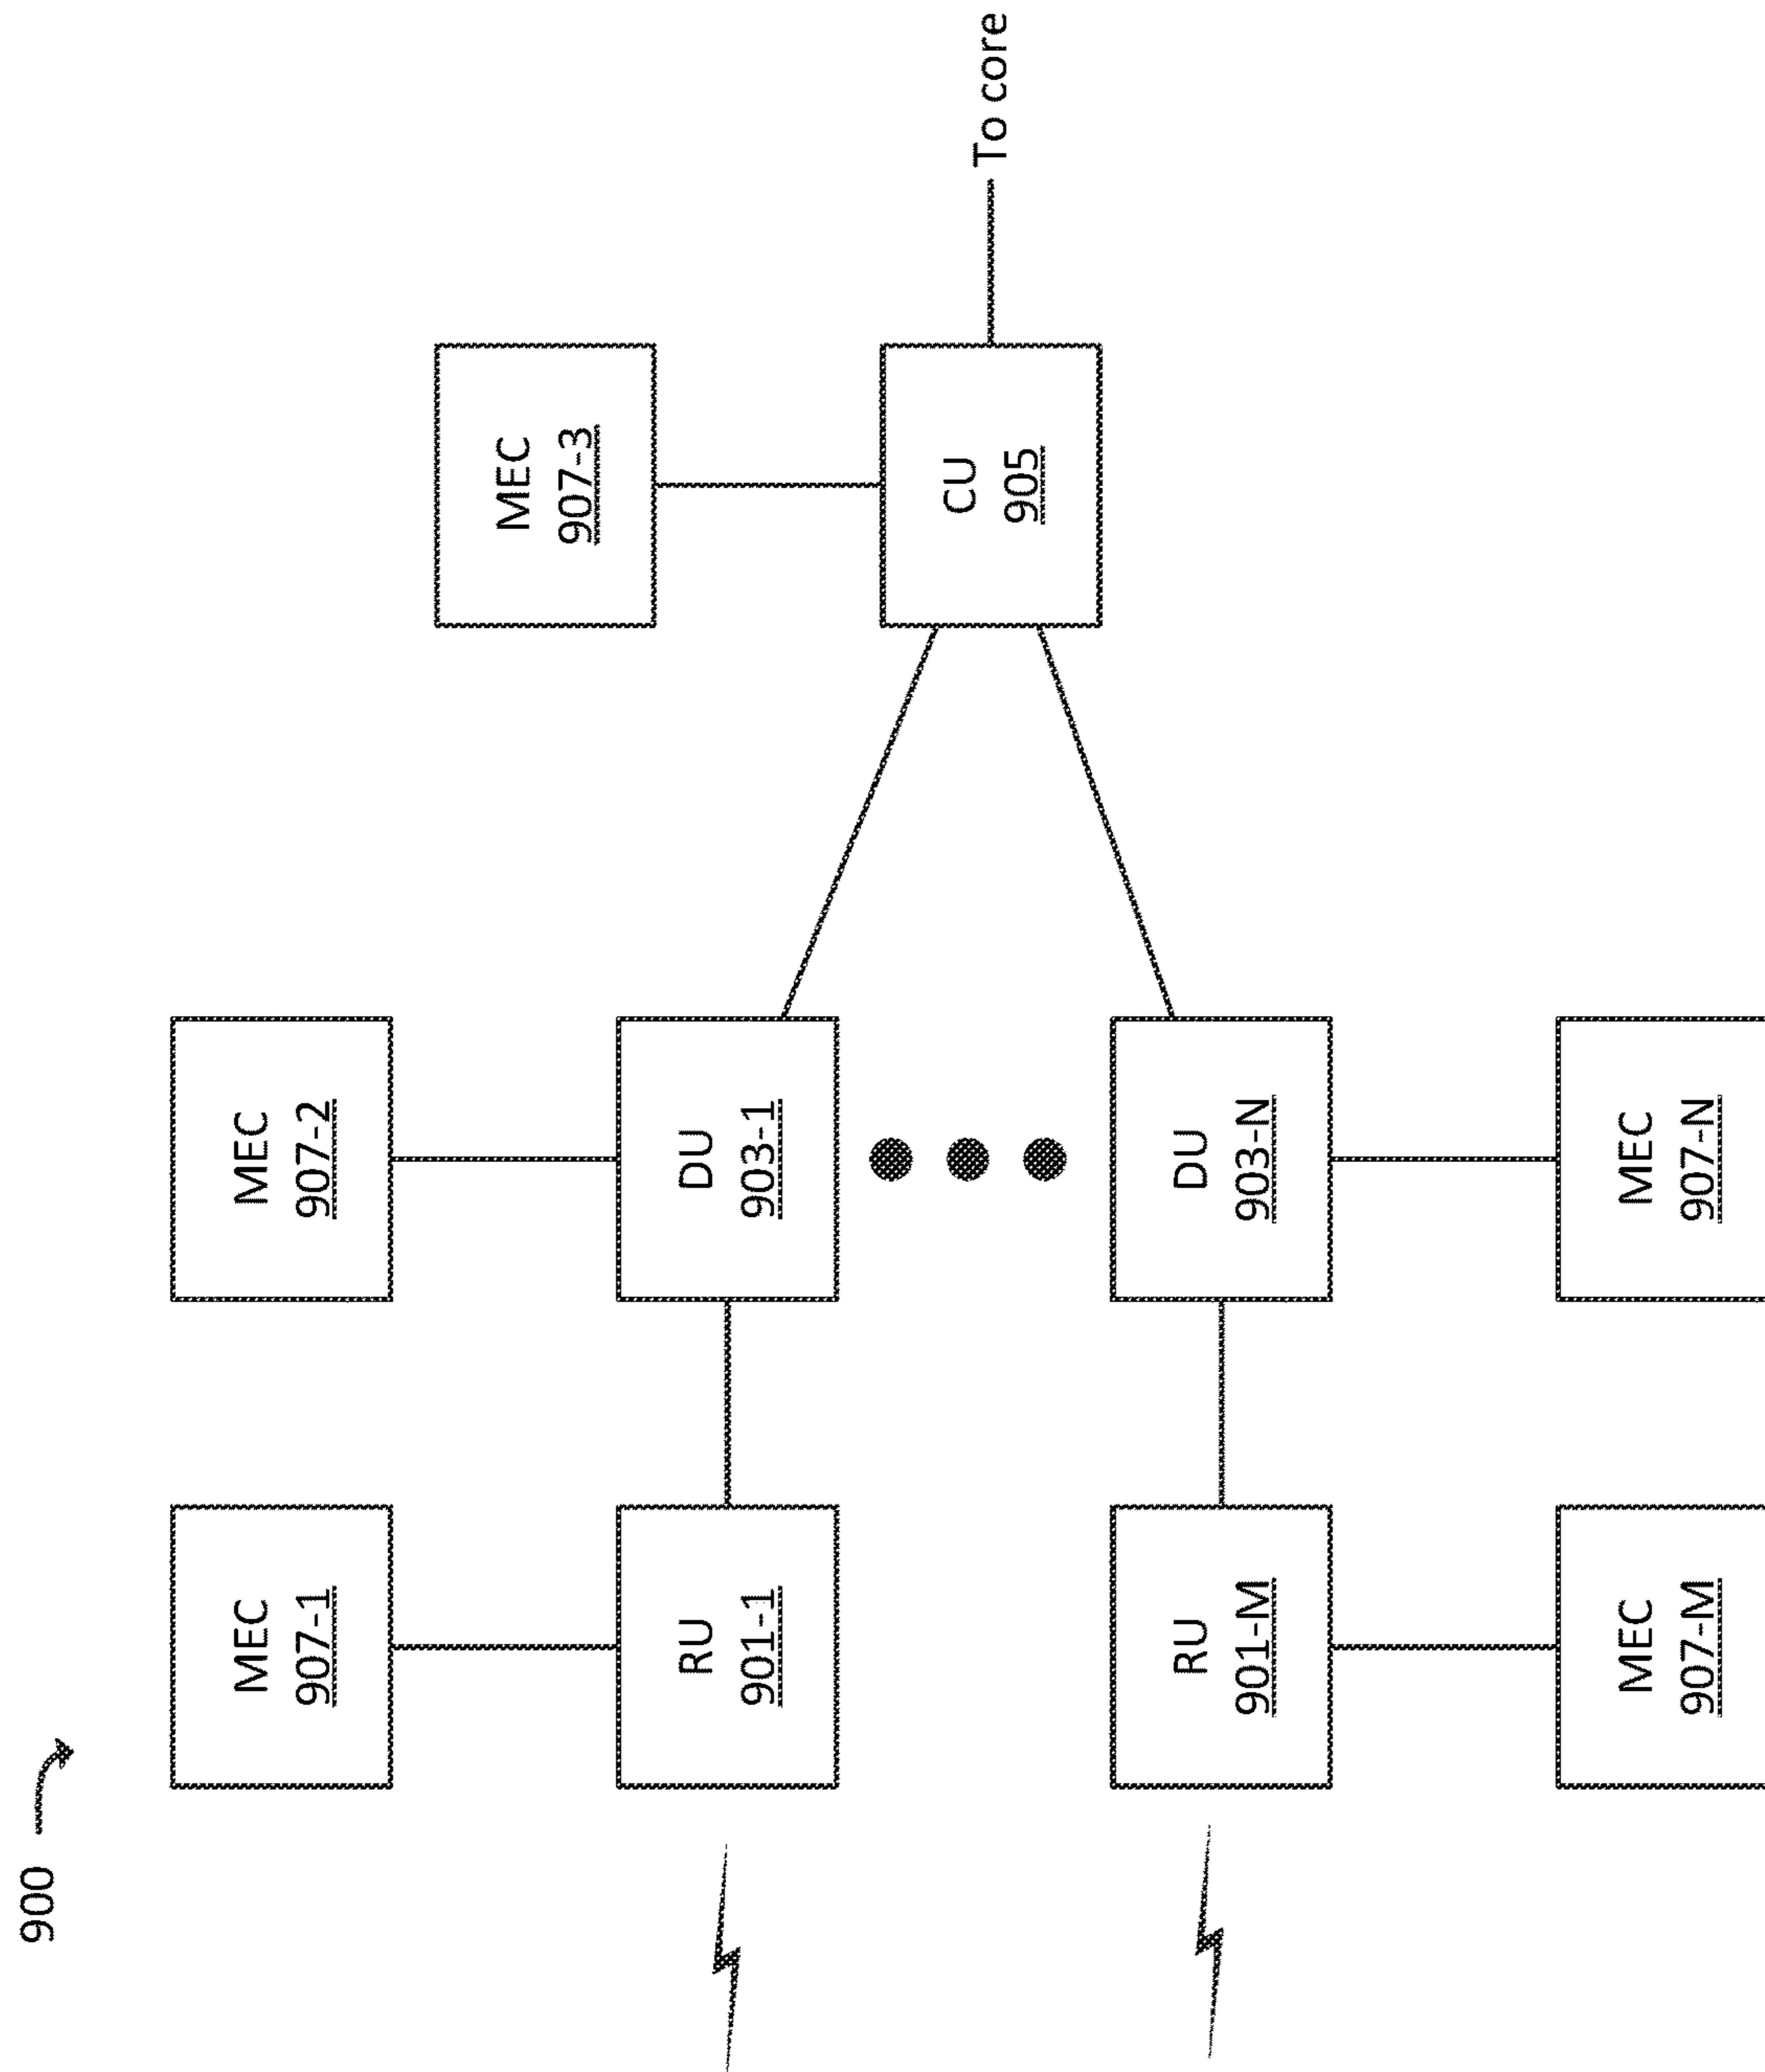 900
MEC
907-1
MEC
907-2
MEC
907-3
RU
901-1
DU
903-1
CU
905
To core
RU
901-M
DU
903-N
MEC
907-M
MEC
907-N